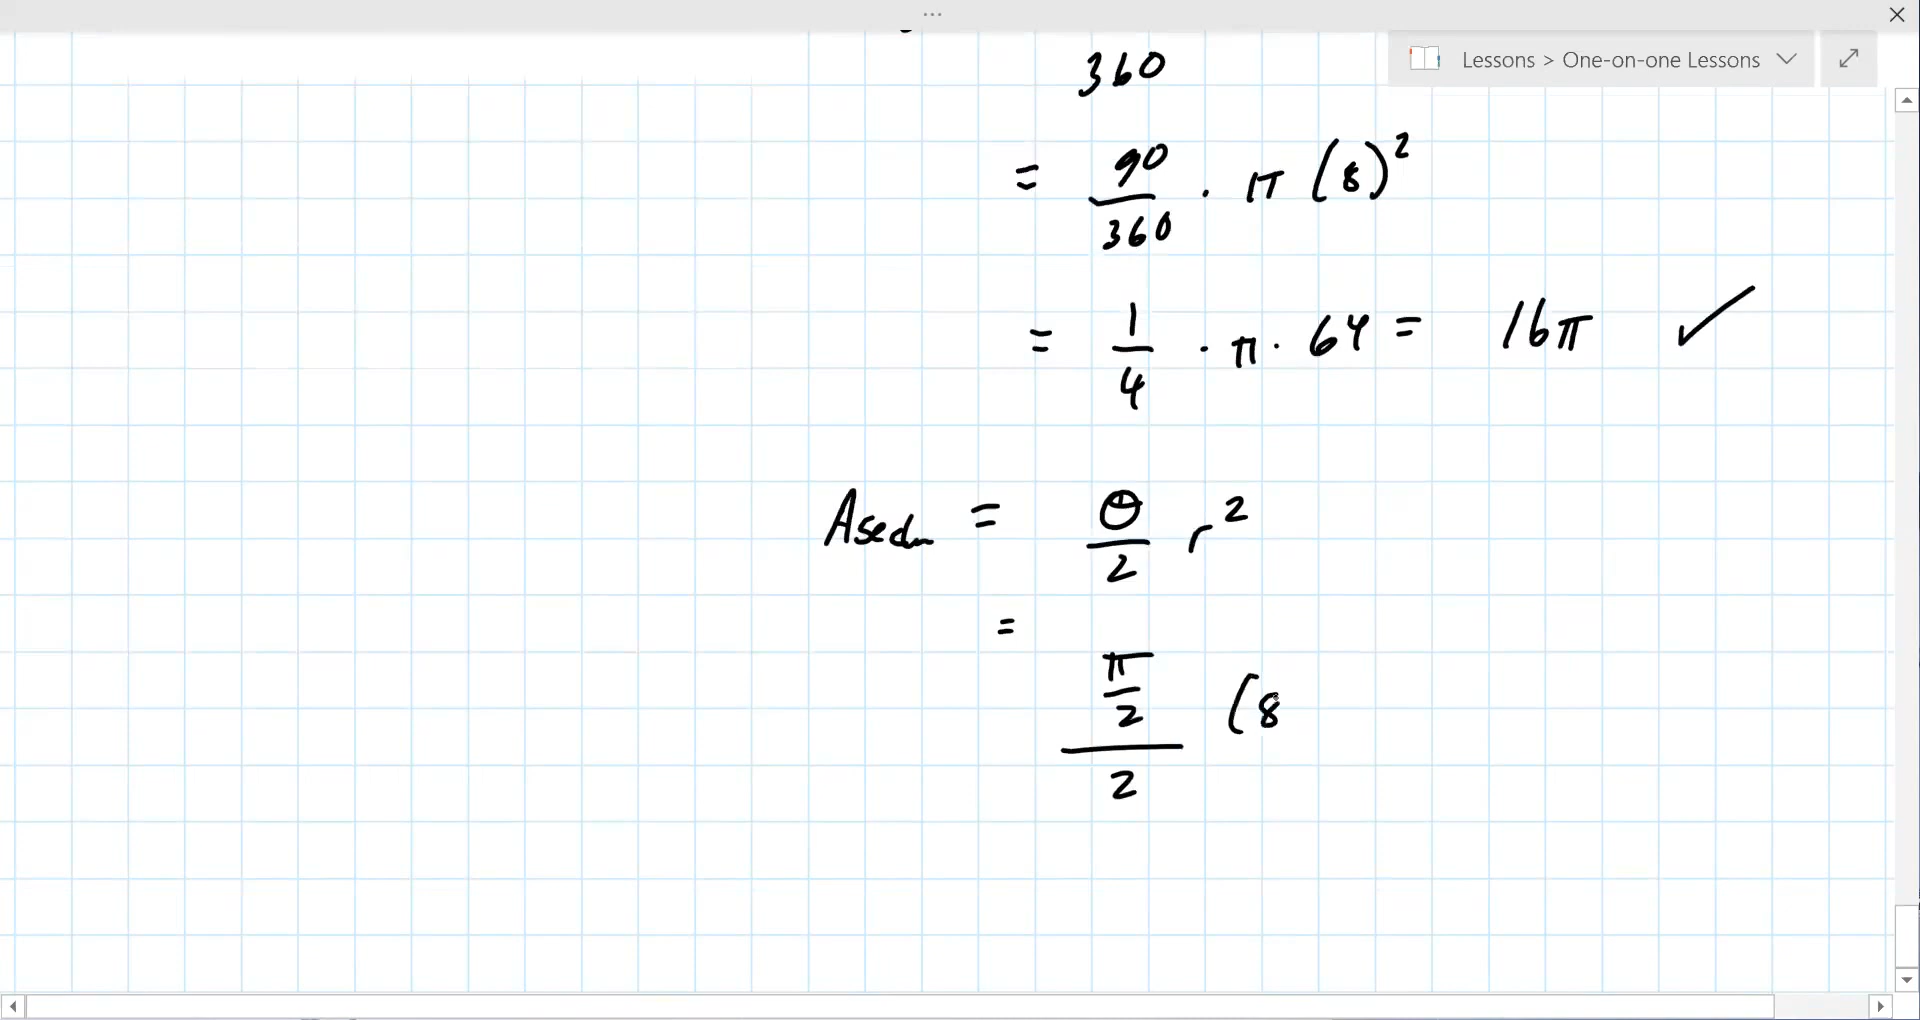 ...
Lessons > One-on-one Lessons
360
= 90/360 · π (8)²
= 1/4 · π · 64 = 16π ✓
A = θ/2 r²
= π/2 / 2 (8